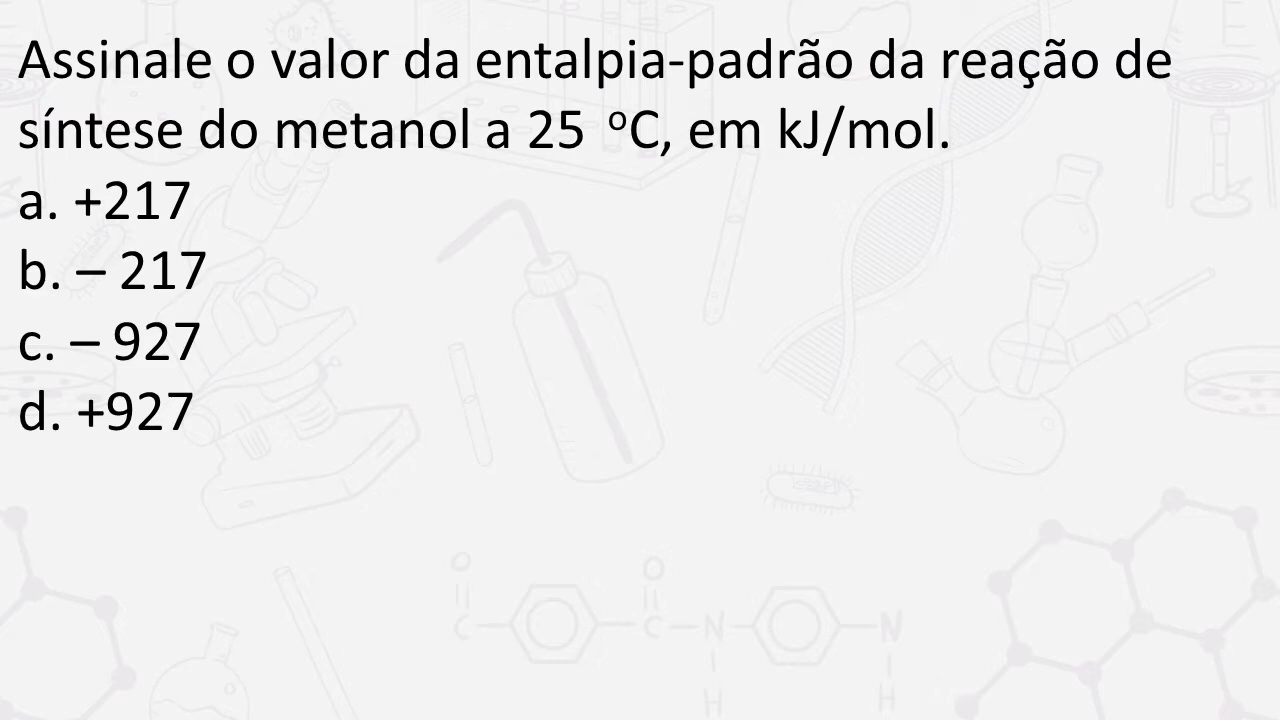 Assinale o valor da entalpia-padrão da reação de
síntese do metanol a 25 ºC, em kJ/mol.
a. +217
b. – 217
c. – 927
d. +927
O
O
C
C
N
N
H
H